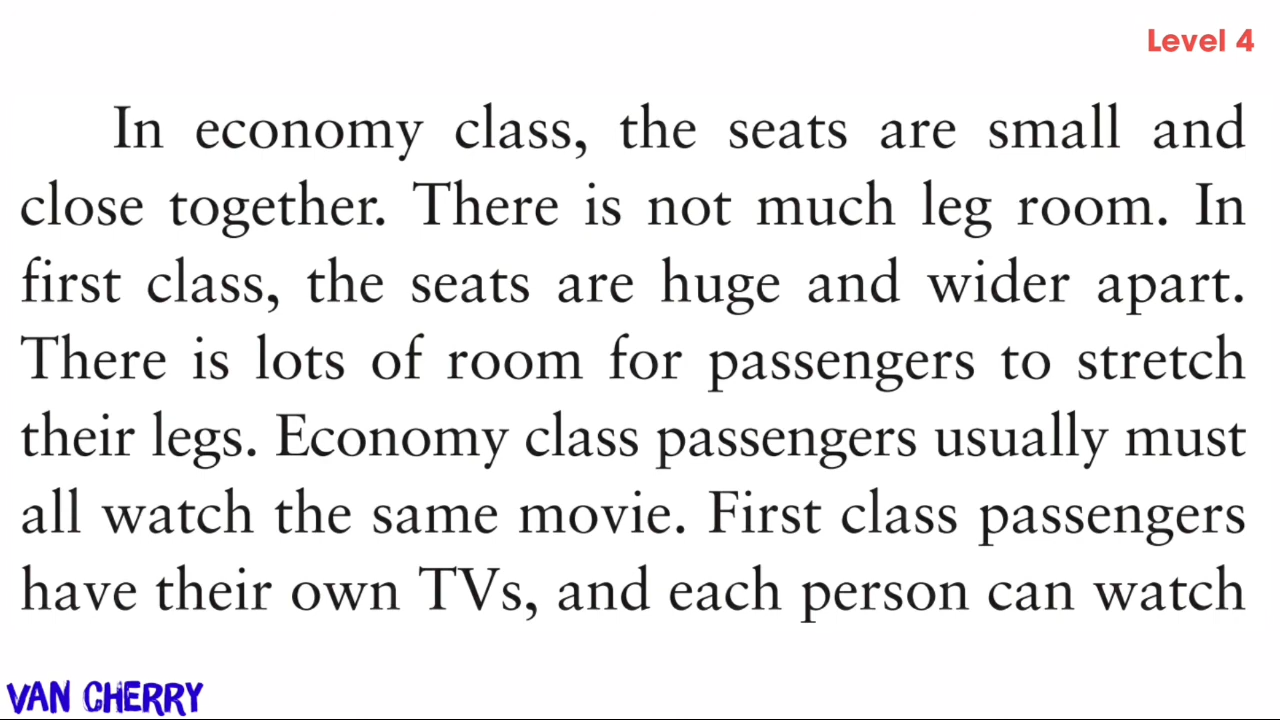 Level 4
In economy class, the seats are small and
close together. There is not much leg room. In
first class, the seats are huge and wider apart.
There is lots of room for passengers to stretch
their legs. Economy class passengers usually must
all watch the same movie. First class passengers
have their own TVs, and each person can watch
VAN CHERRY